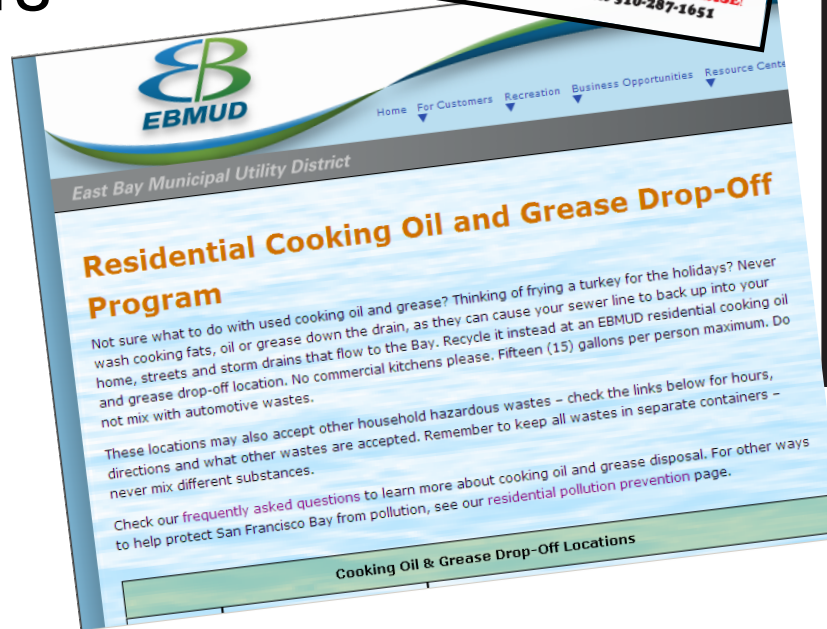 510-287-1651
EBMUD
Home For Customers Recreation Business Opportunities Resource Cente
East Bay Municipal Utility District
Residential Cooking Oil and Grease Drop-Off
Program
Not sure what to do with used cooking oil and grease? Thinking of frying a turkey for the holidays? Never
wash cooking fats, oil or grease down the drain, as they can cause your sewer line to back up into your
home, streets and storm drains that flow to the Bay. Recycle it instead at an EBMUD residential cooking oil
and grease drop-off location. No commercial kitchens please. Fifteen (15) gallons per person maximum. Do
not mix with automotive wastes.
These locations may also accept other household hazardous wastes – check the links below for hours,
directions and what other wastes are accepted. Remember to keep all wastes in separate containers –
never mix different substances.
Check our frequently asked questions to learn more about cooking oil and grease disposal. For other ways
to help protect San Francisco Bay from pollution, see our residential pollution prevention page.
Cooking Oil & Grease Drop-Off Locations